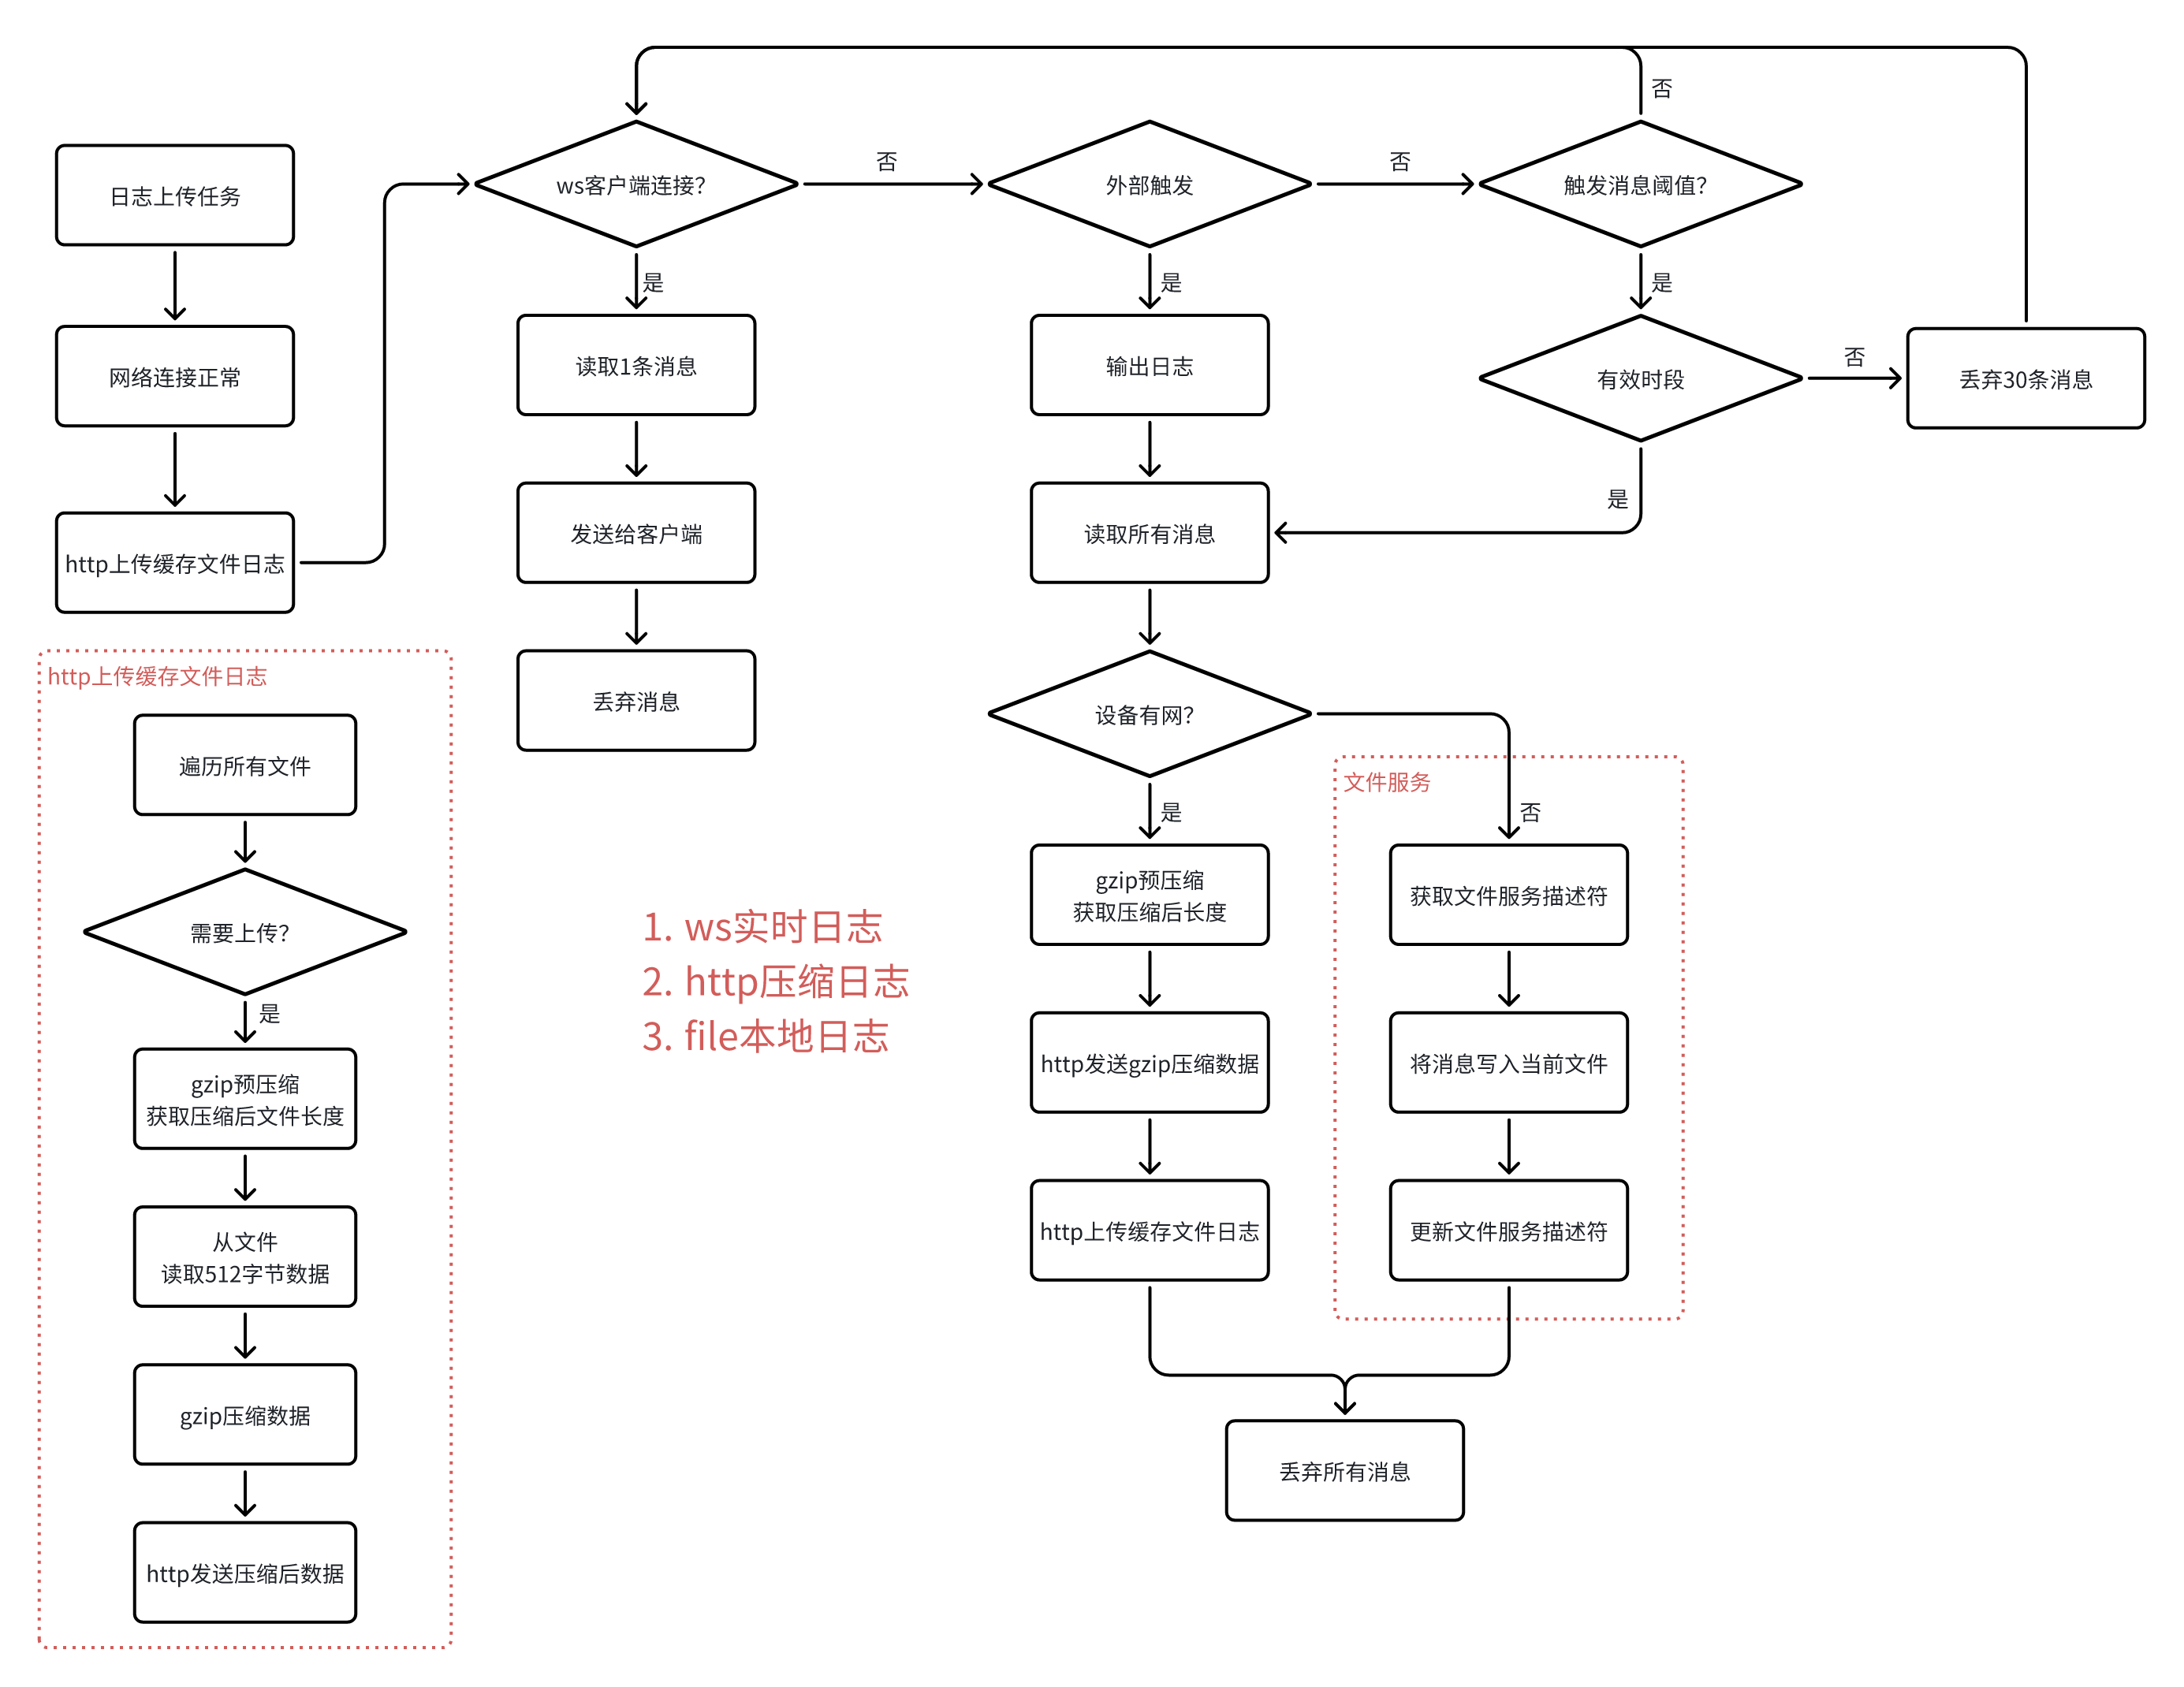 否
日志上传任务
ws客户端连接?
否
外部触发
否
触发消息阈值?
是
是
是
网络连接正常
读取1条消息
输出日志
有效时段
否
丢弃30条消息
http上传缓存文件日志
发送给客户端
读取所有消息
是
丢弃消息
设备有网?
http上传缓存文件日志
遍历所有文件
需要上传?
是
gzip预压缩
获取压缩后文件长度
从文件
读取512字节数据
gzip压缩数据
http发送压缩后数据
1. ws实时日志
2. http压缩日志
3. file本地日志
是
gzip预压缩
获取压缩后长度
http发送gzip压缩数据
http上传缓存文件日志
文件服务
否
获取文件服务描述符
将消息写入当前文件
更新文件服务描述符
丢弃所有消息